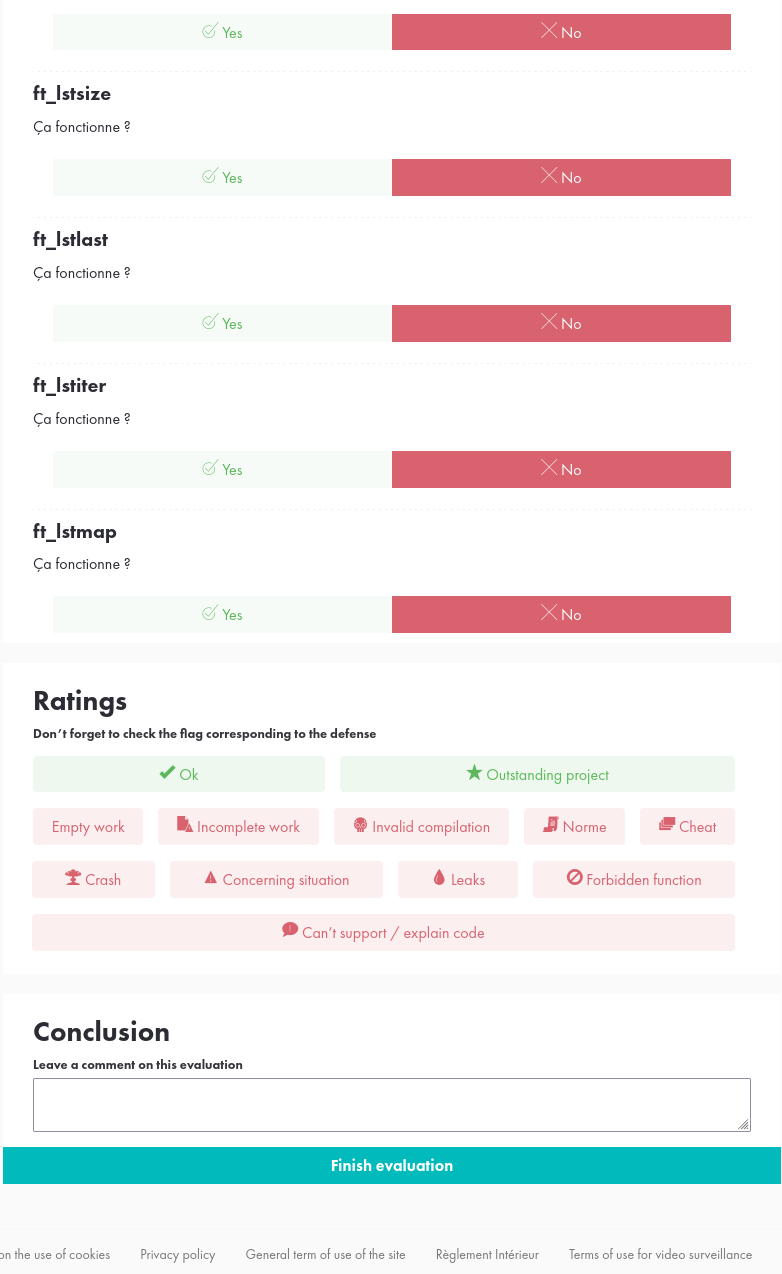 Yes No
ft_lstsize
Ça fonctionne ?
Yes No
ft_lstlast
Ça fonctionne ?
Yes No
ft_lstiter
Ça fonctionne ?
Yes No
ft_lstmap
Ça fonctionne ?
Yes No
Ratings
Don't forget to check the flag corresponding to the defense
Ok Outstanding project
Empty work Incomplete work Invalid compilation Norme Cheat
Crash Concerning situation Leaks Forbidden function
Can't support / explain code
Conclusion
Leave a comment on this evaluation
Finish evaluation
on the use of cookies Privacy policy General term of use of the site Règlement Intérieur Terms of use for video surveillance